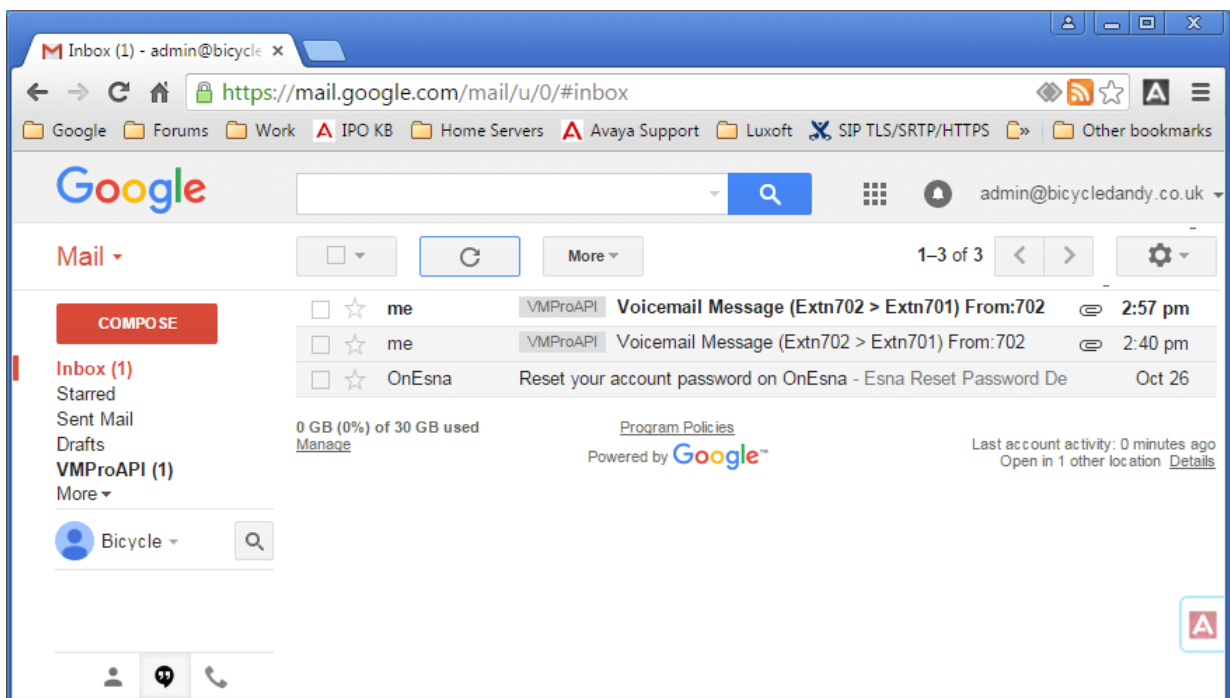 Inbox (1) - admin@bicycle
https://mail.google.com/mail/u/0/#inbox
Google Forums Work IPO KB Home Servers Avaya Support Luxoft SIP TLS/SRTP/HTTPS » Other bookmarks
Google
admin@bicycledandy.co.uk
Mail
More
1–3 of 3
COMPOSE
Inbox (1)
Starred
Sent Mail
Drafts
VMProAPI (1)
More
Bicycle
me VMProAPI Voicemail Message (Extn702 > Extn701) From:702 2:57 pm
me VMProAPI Voicemail Message (Extn702 > Extn701) From:702 2:40 pm
OnEsna Reset your account password on OnEsna - Esna Reset Password De Oct 26
0 GB (0%) of 30 GB used
Manage
Program Policies
Powered by Google™
Last account activity: 0 minutes ago
Open in 1 other location Details